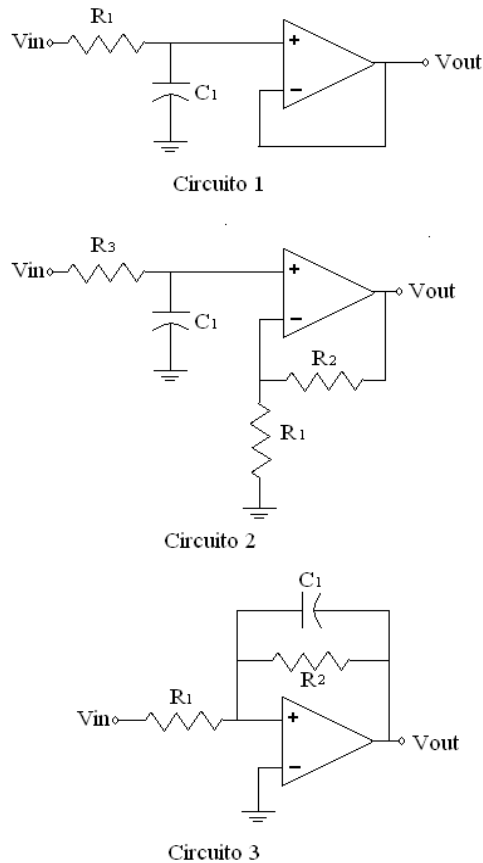 R1
Vin
+
C1
−
Vout
Circuito 1
R3
Vin
+
C1
−
Vout
R2
R1
Circuito 2
C1
R2
R1
Vin
+
−
Vout
Circuito 3